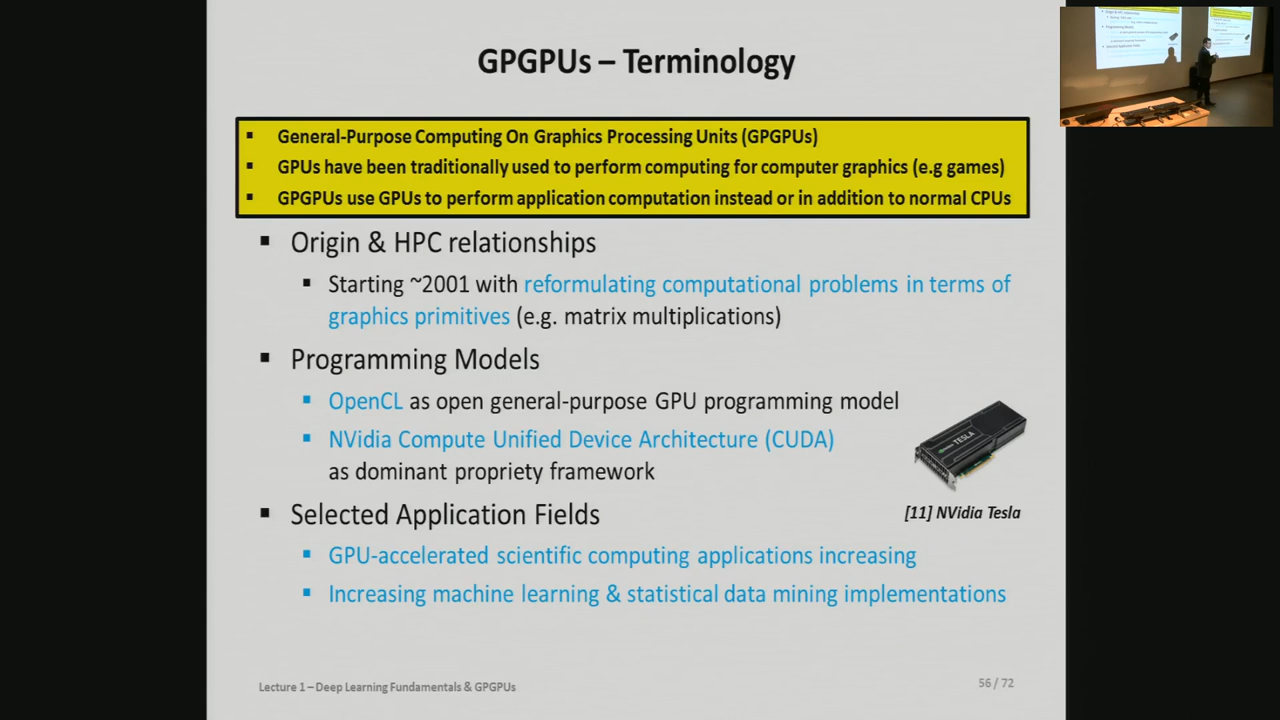 GPGPUs – Terminology
▪ General-Purpose Computing On Graphics Processing Units (GPGPUs)
▪ GPUs have been traditionally used to perform computing for computer graphics (e.g games)
▪ GPGPUs use GPUs to perform application computation instead or in addition to normal CPUs
▪ Origin & HPC relationships
▪ Starting ~2001 with reformulating computational problems in terms of
graphics primitives (e.g. matrix multiplications)
▪ Programming Models
▪ OpenCL as open general-purpose GPU programming model
▪ NVidia Compute Unified Device Architecture (CUDA)
as dominant propriety framework
TESLA
▪ Selected Application Fields
[11] NVidia Tesla
▪ GPU-accelerated scientific computing applications increasing
▪ Increasing machine learning & statistical data mining implementations
Lecture 1 – Deep Learning Fundamentals & GPGPUs
56 / 72